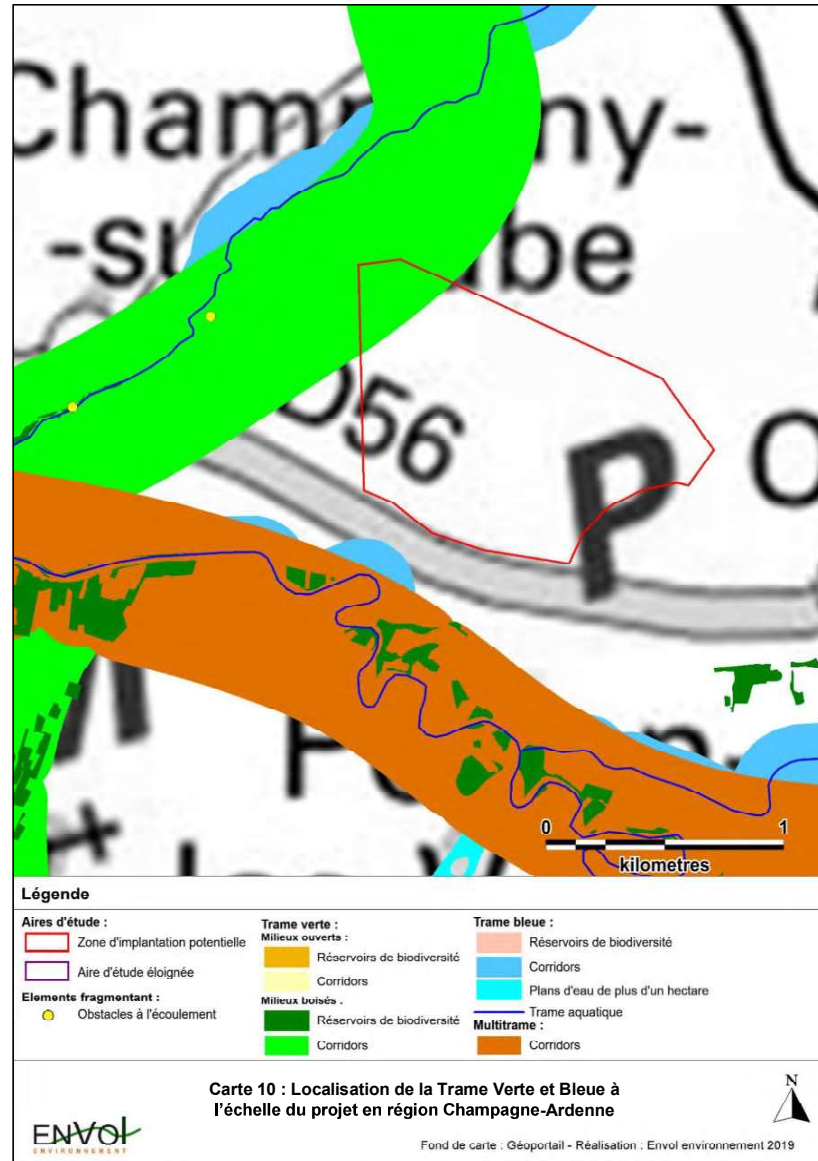 Champ ny-
-su ube
D56
P
O
0 1
kilometres
Légende
Aires d'étude :
Zone d'implantation potentielle
Aire d'étude éloignée
Elements fragmentant :
Obstacles à l'écoulement
Trame verte :
Milieux ouverts :
Réservoirs de biodiversité
Corridors
Milieux boisés :
Réservoirs de biodiversité
Corridors
Trame bleue :
Réservoirs de biodiversité
Corridors
Plans d'eau de plus d'un hectare
Trame aquatique
Multitrame :
Corridors
Carte 10 : Localisation de la Trame Verte et Bleue à
l'échelle du projet en région Champagne-Ardenne
N
ENVOL
ENVIRONNEMENT
Fond de carte : Géoportail - Réalisation : Envol environnement 2019